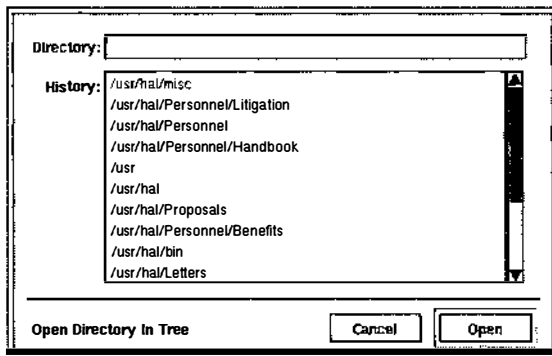 Directory:
History:
/usr/hal/misc
/usr/hal/Personnel/Litigation
/usr/hal/Personnel
/usr/hal/Personnel/Handbook
/usr
/usr/hal
/usr/hal/Proposals
/usr/hal/Personnel/Benefits
/usr/hal/bin
/usr/hal/Letters
Open Directory In Tree
Cancel
Open